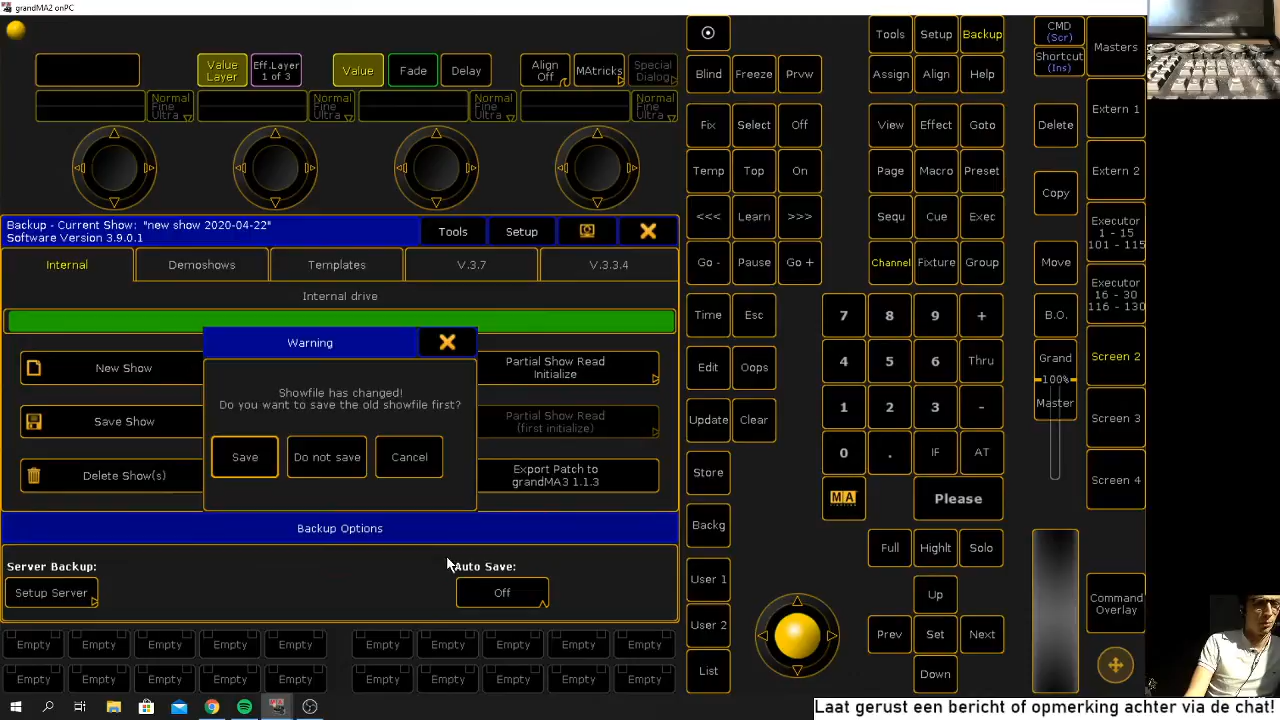 grandMA2 onPC
Value
Layer
Eff.Layer
1 of 3
Value
Fade
Delay
Align
Off
MAtricks
Special
Dialog
Normal
Fine
Ultra
Normal
Fine
Ultra
Normal
Fine
Ultra
Normal
Fine
Ultra
Backup - Current Show: "new show 2020-04-22"
Software Version 3.9.0.1
Tools
Setup
Internal
Demoshows
Templates
V.3.7
V.3.3.4
Internal drive
Warning
Showfile has changed!
Do you want to save the old showfile first?
Save
Do not save
Cancel
New Show
Save Show
Delete Show(s)
Partial Show Read
Initialize
Partial Show Read
(first initialize)
Export Patch to
grandMA3 1.1.3
Backup Options
Server Backup:
Setup Server
Auto Save:
Off
Empty Empty Empty Empty Empty Empty Empty Empty Empty Empty
Empty Empty Empty Empty Empty Empty Empty Empty Empty Empty
Tools Setup Backup
Blind Freeze Prvw Assign Align Help
Fix Select Off View Effect Goto
Temp Top On Page Macro Preset
<<< Learn >>> Sequ Cue Exec
Go - Pause Go + Channel Fixture Group
Time Esc 7 8 9 +
Edit Oops 4 5 6 Thru
Update Clear 1 2 3 -
Store 0 . IF AT
MA Please
Backg
Full Highlt Solo
User 1
Up
User 2 Prev Set Next
List Down
CMD
(Scr)
Shortcut
(Ins)
Delete
Copy
Move
B.O.
Grand
100%
Master
Masters
Extern 1
Extern 2
Executor
1 - 15
101 - 115
Executor
16 - 30
116 - 130
Screen 2
Screen 3
Screen 4
Command
Overlay
Laat gerust een bericht of opmerking achter via de chat!